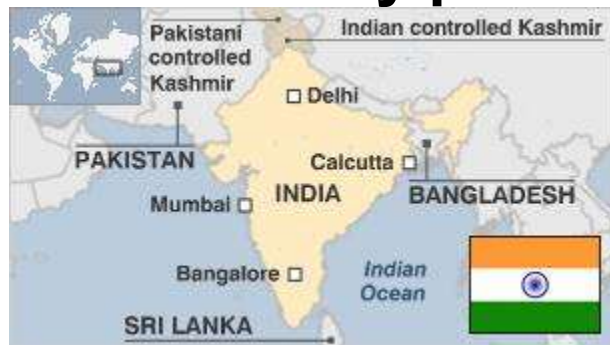 Pakistani
controlled
Kashmir
Indian controlled Kashmir
Delhi
PAKISTAN
Calcutta
INDIA
BANGLADESH
Mumbai
Bangalore
Indian
Ocean
SRI LANKA